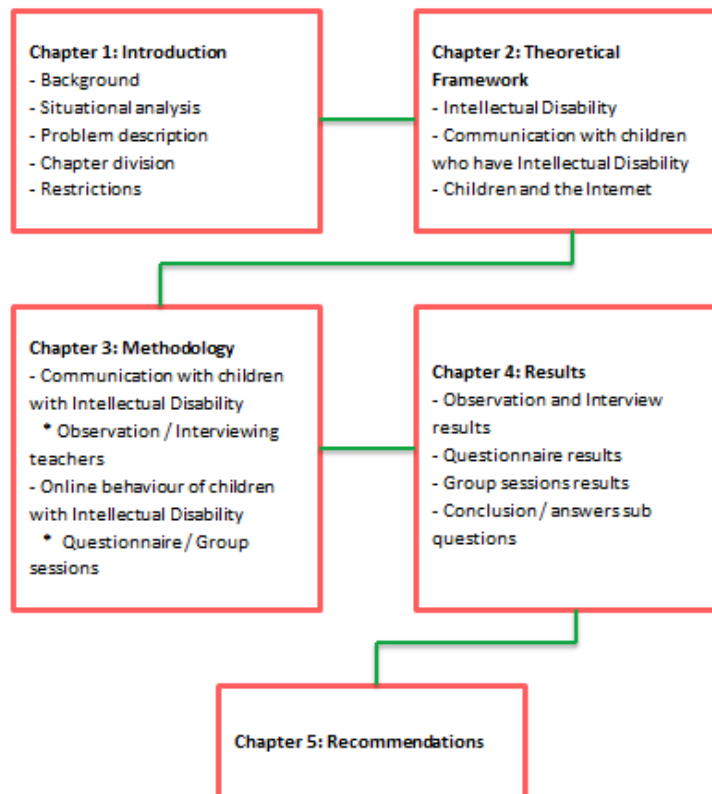 Chapter 1: Introduction
- Background
- Situational analysis
- Problem description
- Chapter division
- Restrictions
Chapter 2: Theoretical
Framework
- Intellectual Disability
- Communication with children
who have Intellectual Disability
- Children and the Internet
Chapter 3: Methodology
- Communication with children
with Intellectual Disability
* Observation / Interviewing
teachers
- Online behaviour of children
with Intellectual Disability
* Questionnaire / Group
sessions
Chapter 4: Results
- Observation and Interview
results
- Questionnaire results
- Group sessions results
- Conclusion / answers sub
questions
Chapter 5: Recommendations